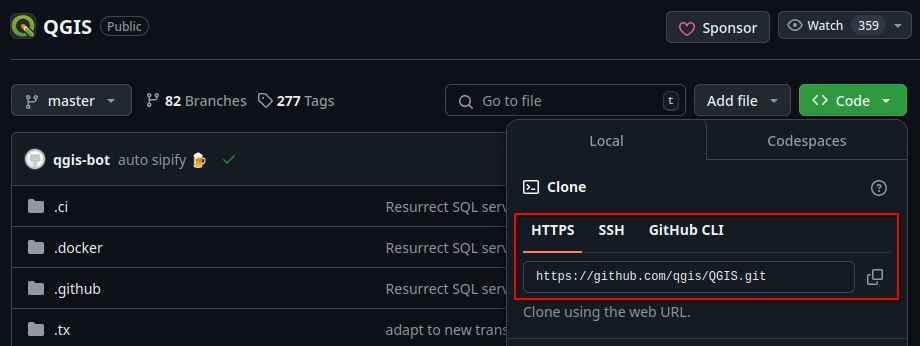 QGIS Public Sponsor Watch 359
master 82 Branches 277 Tags Go to file t Add file Code
Local Codespaces
qgis-bot auto sipify
Clone
.ci Resurrect SQL serv
HTTPS SSH GitHub CLI
.docker Resurrect SQL serv
https://github.com/qgis/QGIS.git
.github Resurrect SQL serv
Clone using the web URL.
.tx adapt to new trans